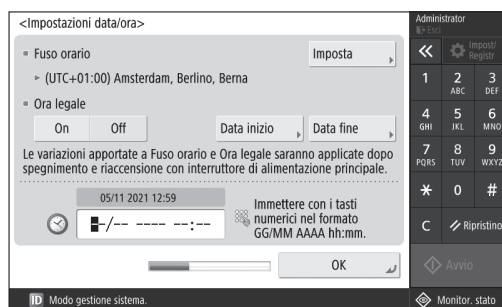 <Impostazioni data/ora>
Fuso orario
Imposta
(UTC+01:00) Amsterdam, Berlino, Berna
Ora legale
On
Off
Data inizio
Data fine
Le variazioni apportate a Fuso orario e Ora legale saranno applicate dopo
spegnimento e riaccensione con interruttore di alimentazione principale.
05/11 2021 12:59
-/-- ---- --:--
Immettere con i tasti
numerici nel formato
GG/MM AAAA hh:mm.
OK
ID Modo gestione sistema.
Administrator
ID Esci
Impost/
Registr
1
2
ABC
3
DEF
4
GHI
5
JKL
6
MNO
7
PQRS
8
TUV
9
WXYZ
*
0
#
C
Ripristino
Avvio
Monitor. stato